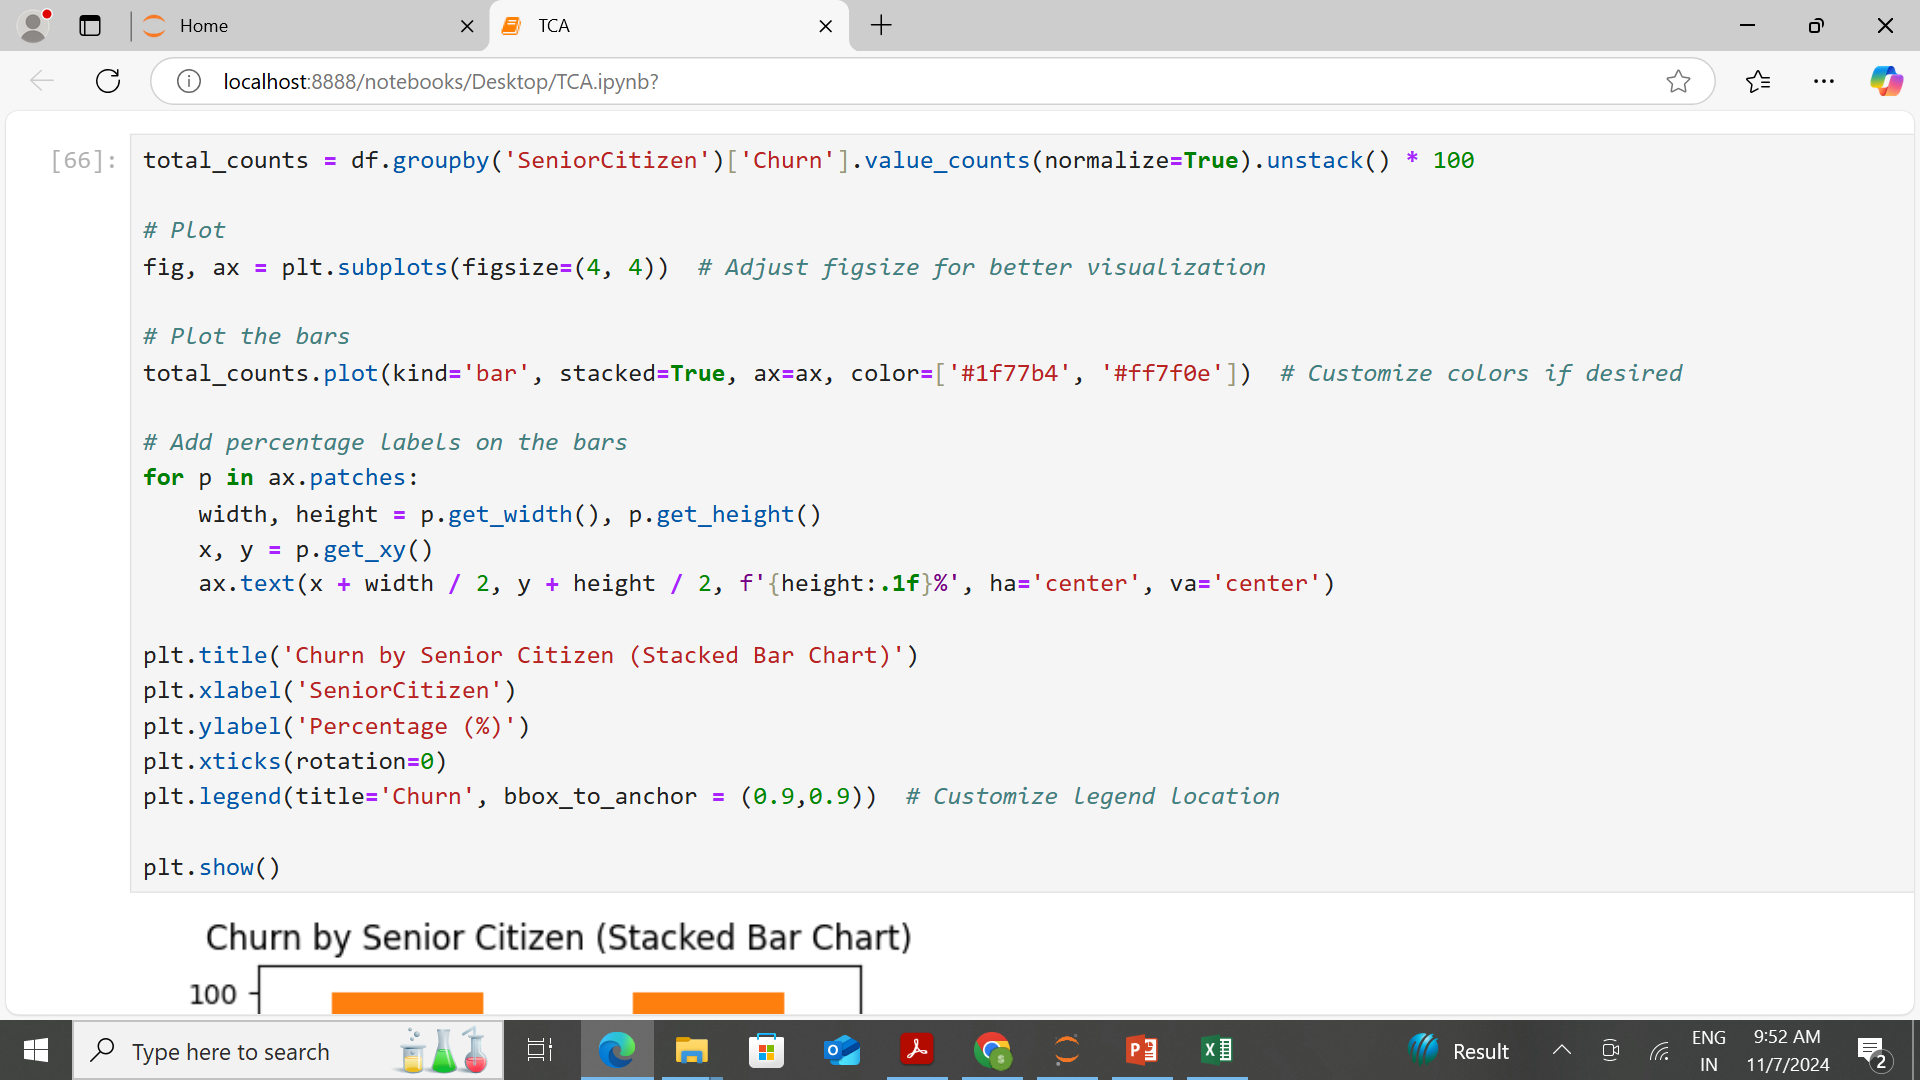 Home
TCA
localhost:8888/notebooks/Desktop/TCA.ipynb?
[66]:
total_counts = df.groupby('SeniorCitizen')['Churn'].value_counts(normalize=True).unstack() * 100
# Plot
fig, ax = plt.subplots(figsize=(4, 4))  # Adjust figsize for better visualization
# Plot the bars
total_counts.plot(kind='bar', stacked=True, ax=ax, color=['#1f77b4', '#ff7f0e'])  # Customize colors if desired
# Add percentage labels on the bars
for p in ax.patches:
    width, height = p.get_width(), p.get_height()
    x, y = p.get_xy()
    ax.text(x + width / 2, y + height / 2, f'{height:.1f}%', ha='center', va='center')
plt.title('Churn by Senior Citizen (Stacked Bar Chart)')
plt.xlabel('SeniorCitizen')
plt.ylabel('Percentage (%)')
plt.xticks(rotation=0)
plt.legend(title='Churn', bbox_to_anchor = (0.9,0.9))  # Customize legend location
plt.show()
Churn by Senior Citizen (Stacked Bar Chart)
100
Type here to search
Result
ENG
IN
9:52 AM
11/7/2024
2